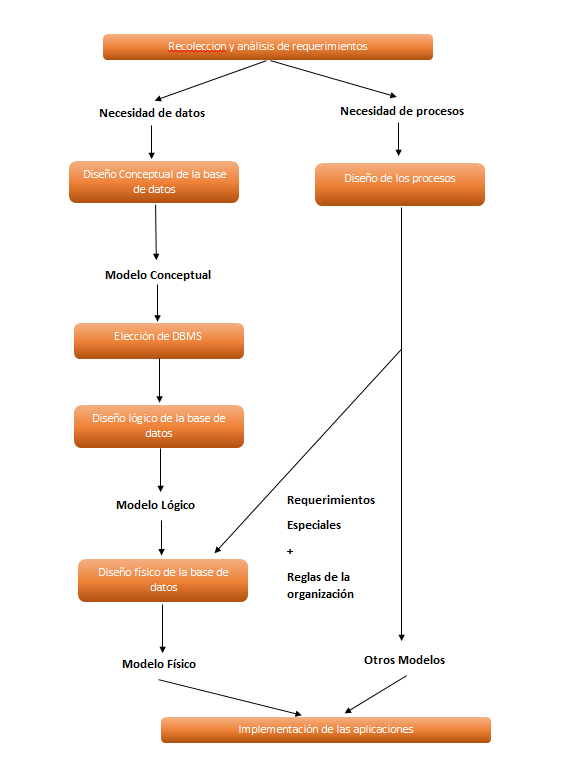 Recoleccion y análisis de requerimientos
Necesidad de datos
Necesidad de procesos
Diseño Conceptual de la base
de datos
Diseño de los procesos
Modelo Conceptual
Elección de DBMS
Diseño lógico de la base de
datos
Modelo Lógico
Requerimientos
Especiales
+
Reglas de la
organización
Diseño físico de la base de
datos
Modelo Físico
Otros Modelos
Implementación de las aplicaciones